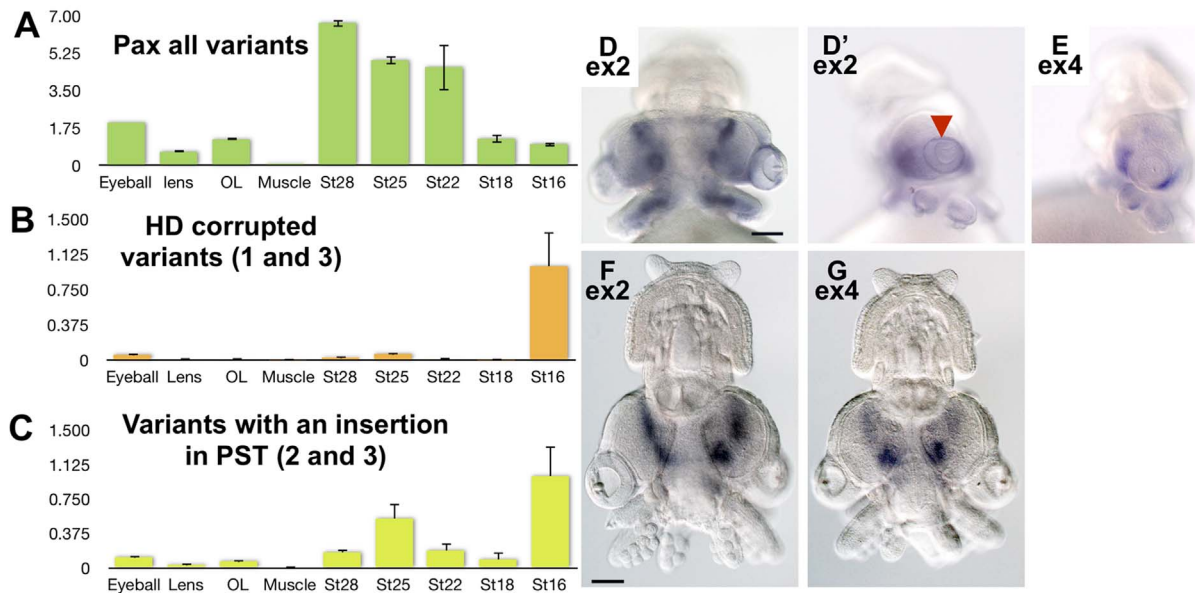 A
Pax all variants
7.00
5.25
3.50
1.75
0
Eyeball lens OL Muscle St28 St25 St22 St18 St16
B
HD corrupted
variants (1 and 3)
1.500
1.125
0.750
0.375
0
Eyeball Lens OL Muscle St28 St25 St22 St18 St16
C
Variants with an insertion
in PST (2 and 3)
1.500
1.125
0.750
0.375
0
Eyeball Lens OL Muscle St28 St25 St22 St18 St16
D
ex2
D’
ex2
E
ex4
F
ex2
G
ex4